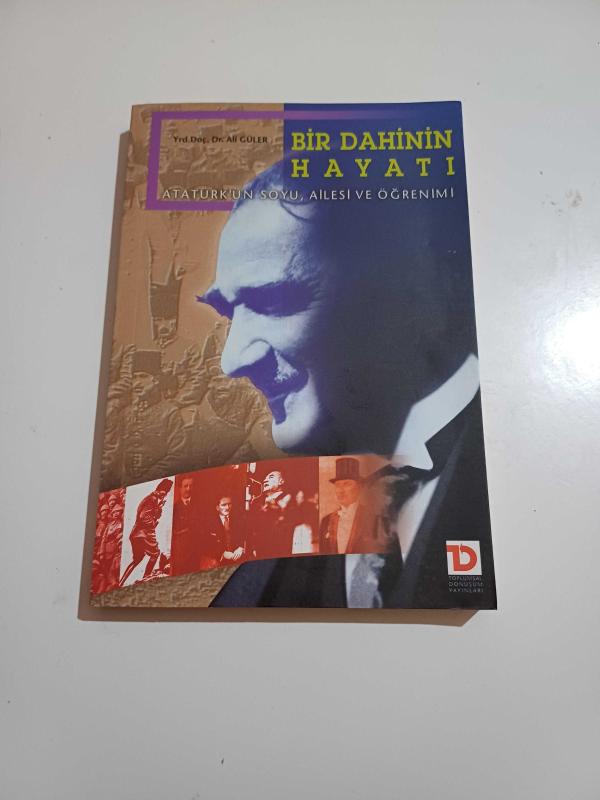 Yrd.Doç. Dr. Ali GÜLER
BİR DAHİNİN
HAYATI
ATATÜRK'ÜN SOYU, AİLESİ VE ÖĞRENİMİ
TD
TOPLUMSAL
DÖNÜŞÜM
YAYINLARI